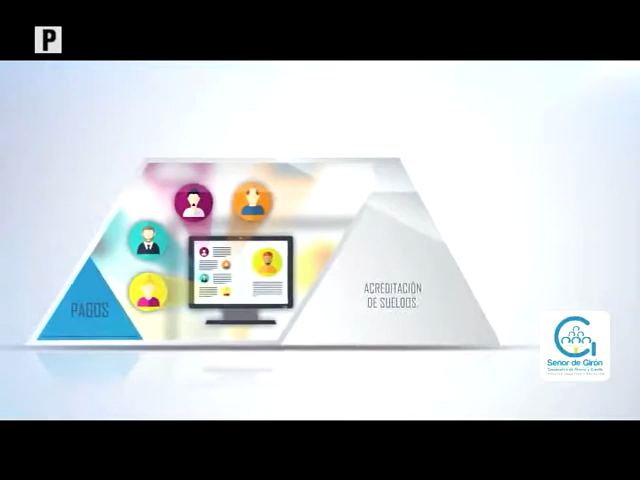 P
PAGOS
ACREDITACIÓN
DE SUELDOS.
Señor de Girón